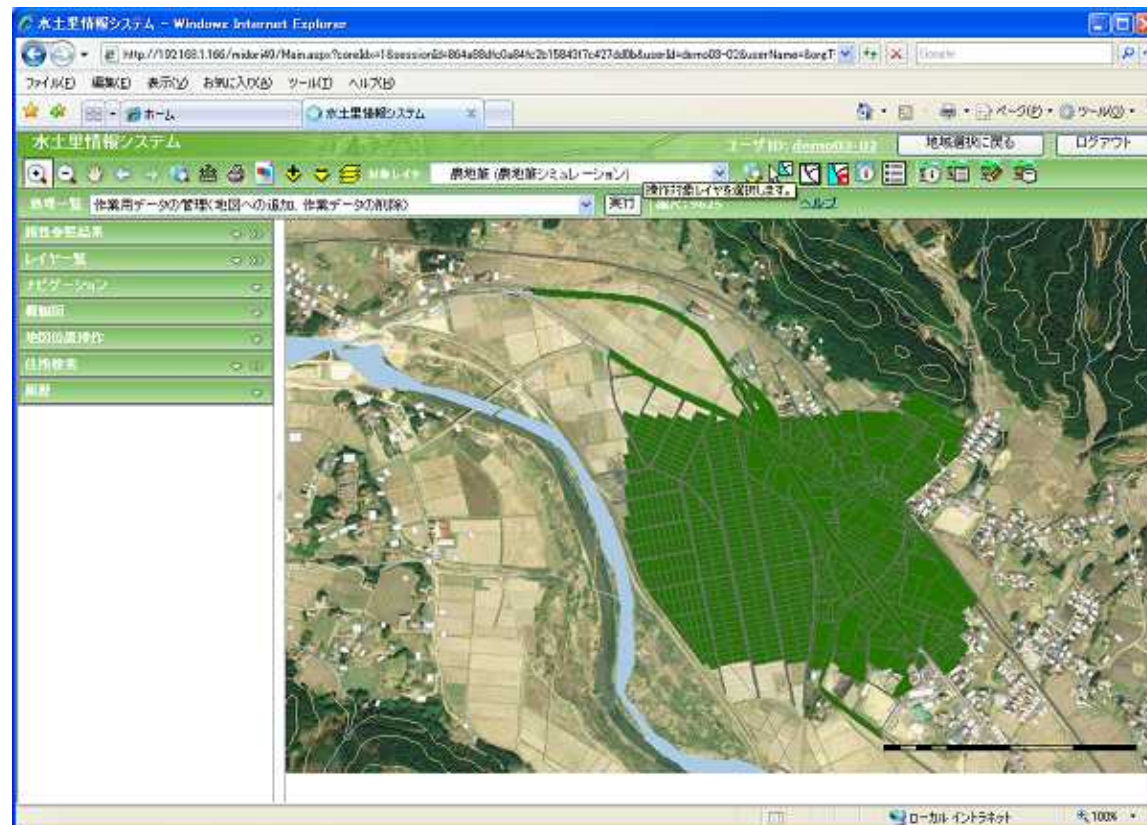 水土里情報システム - Windows Internet Explorer
ファイル(F) 編集(E) 表示(V) お気に入り(A) ツール(T) ヘルプ(H)
ホーム 水土里情報システム ページ(P) ツール(O)
水土里情報システム ユーザID: demo03-02 地域選択に戻る ログアウト
対象レイヤ 農地筆 (農地筆シミュレーション)
操作対象レイヤを選択します。
処理一覧 作業用データの管理(地図への追加、作業データの削除) 実行 縮尺:9625 ヘルプ
属性参照結果
レイヤ一覧
ナビゲーション
地図位置操作
住所検索
ローカル イントラネット 100%